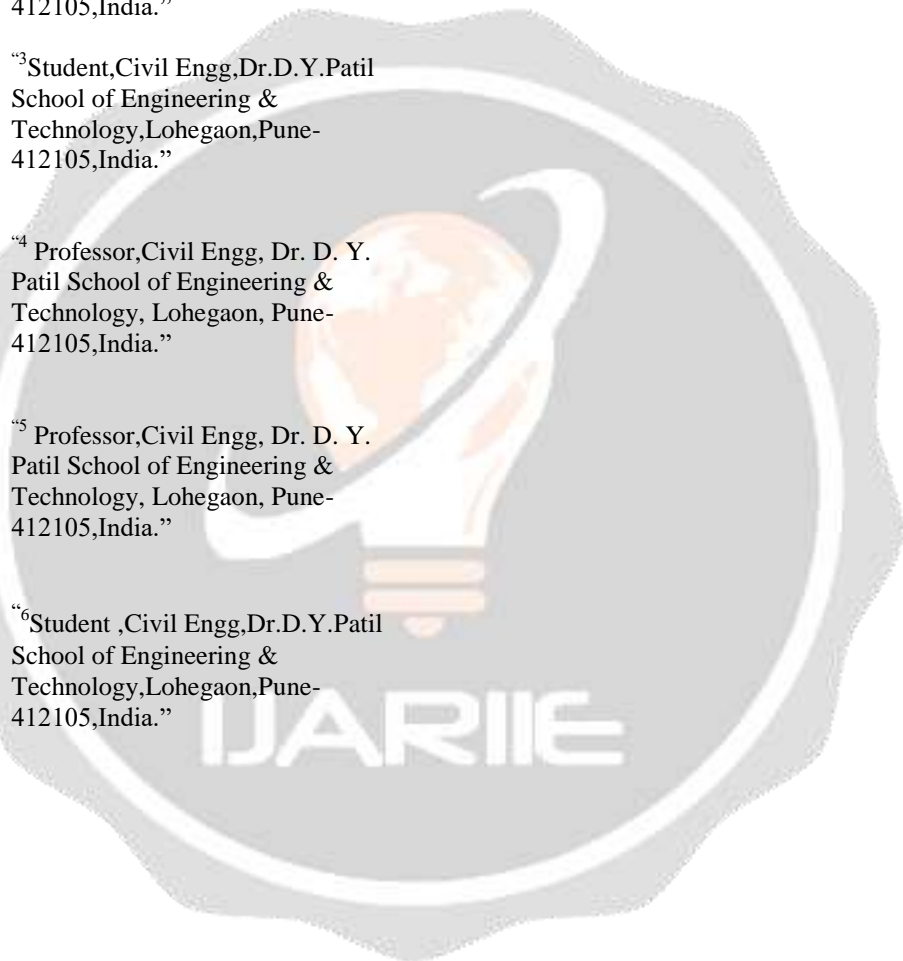 412105,India.”
“3Student,Civil Engg,Dr.D.Y.Patil
School of Engineering &
Technology,Lohegaon,Pune-
412105,India.”
“4 Professor,Civil Engg, Dr. D. Y.
Patil School of Engineering &
Technology, Lohegaon, Pune-
412105,India.”
“5 Professor,Civil Engg, Dr. D. Y.
Patil School of Engineering &
Technology, Lohegaon, Pune-
412105,India.”
“6Student ,Civil Engg,Dr.D.Y.Patil
School of Engineering &
Technology,Lohegaon,Pune-
412105,India.”
IJARIIE